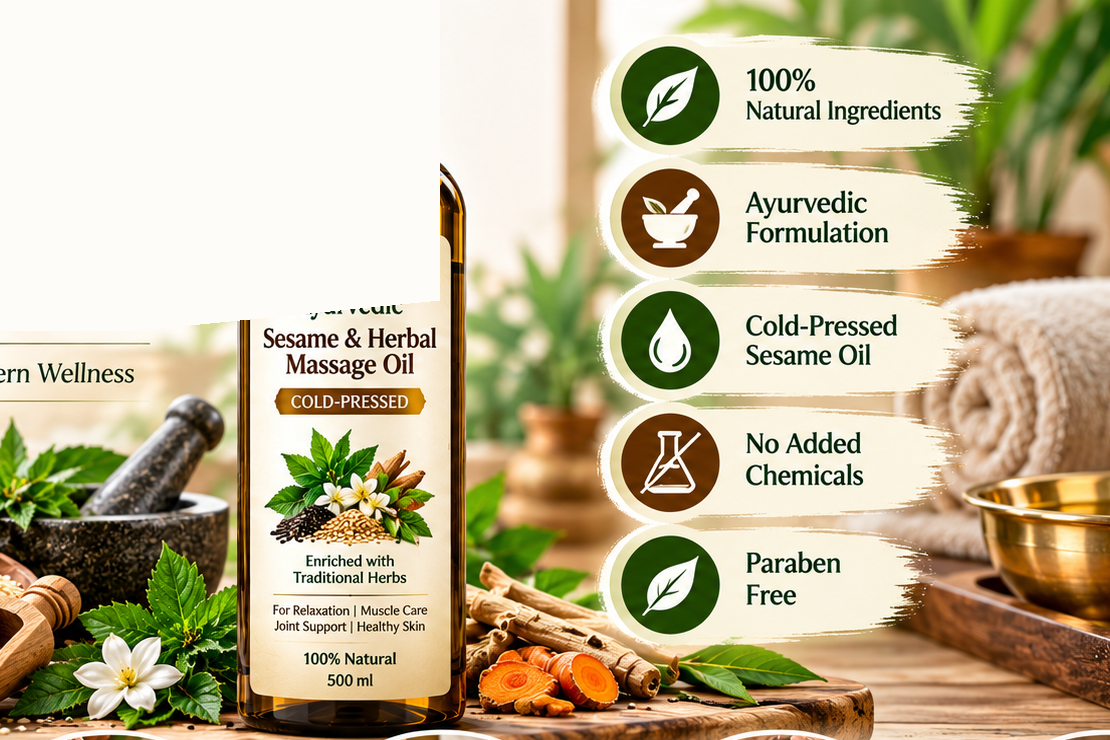 ern Wellness
Sesame & Herbal
Massage Oil
COLD-PRESSED
Enriched with
Traditional Herbs
For Relaxation | Muscle Care
Joint Support | Healthy Skin
100% Natural
500 ml
100%
Natural Ingredients
Ayurvedic
Formulation
Cold-Pressed
Sesame Oil
No Added
Chemicals
Paraben
Free